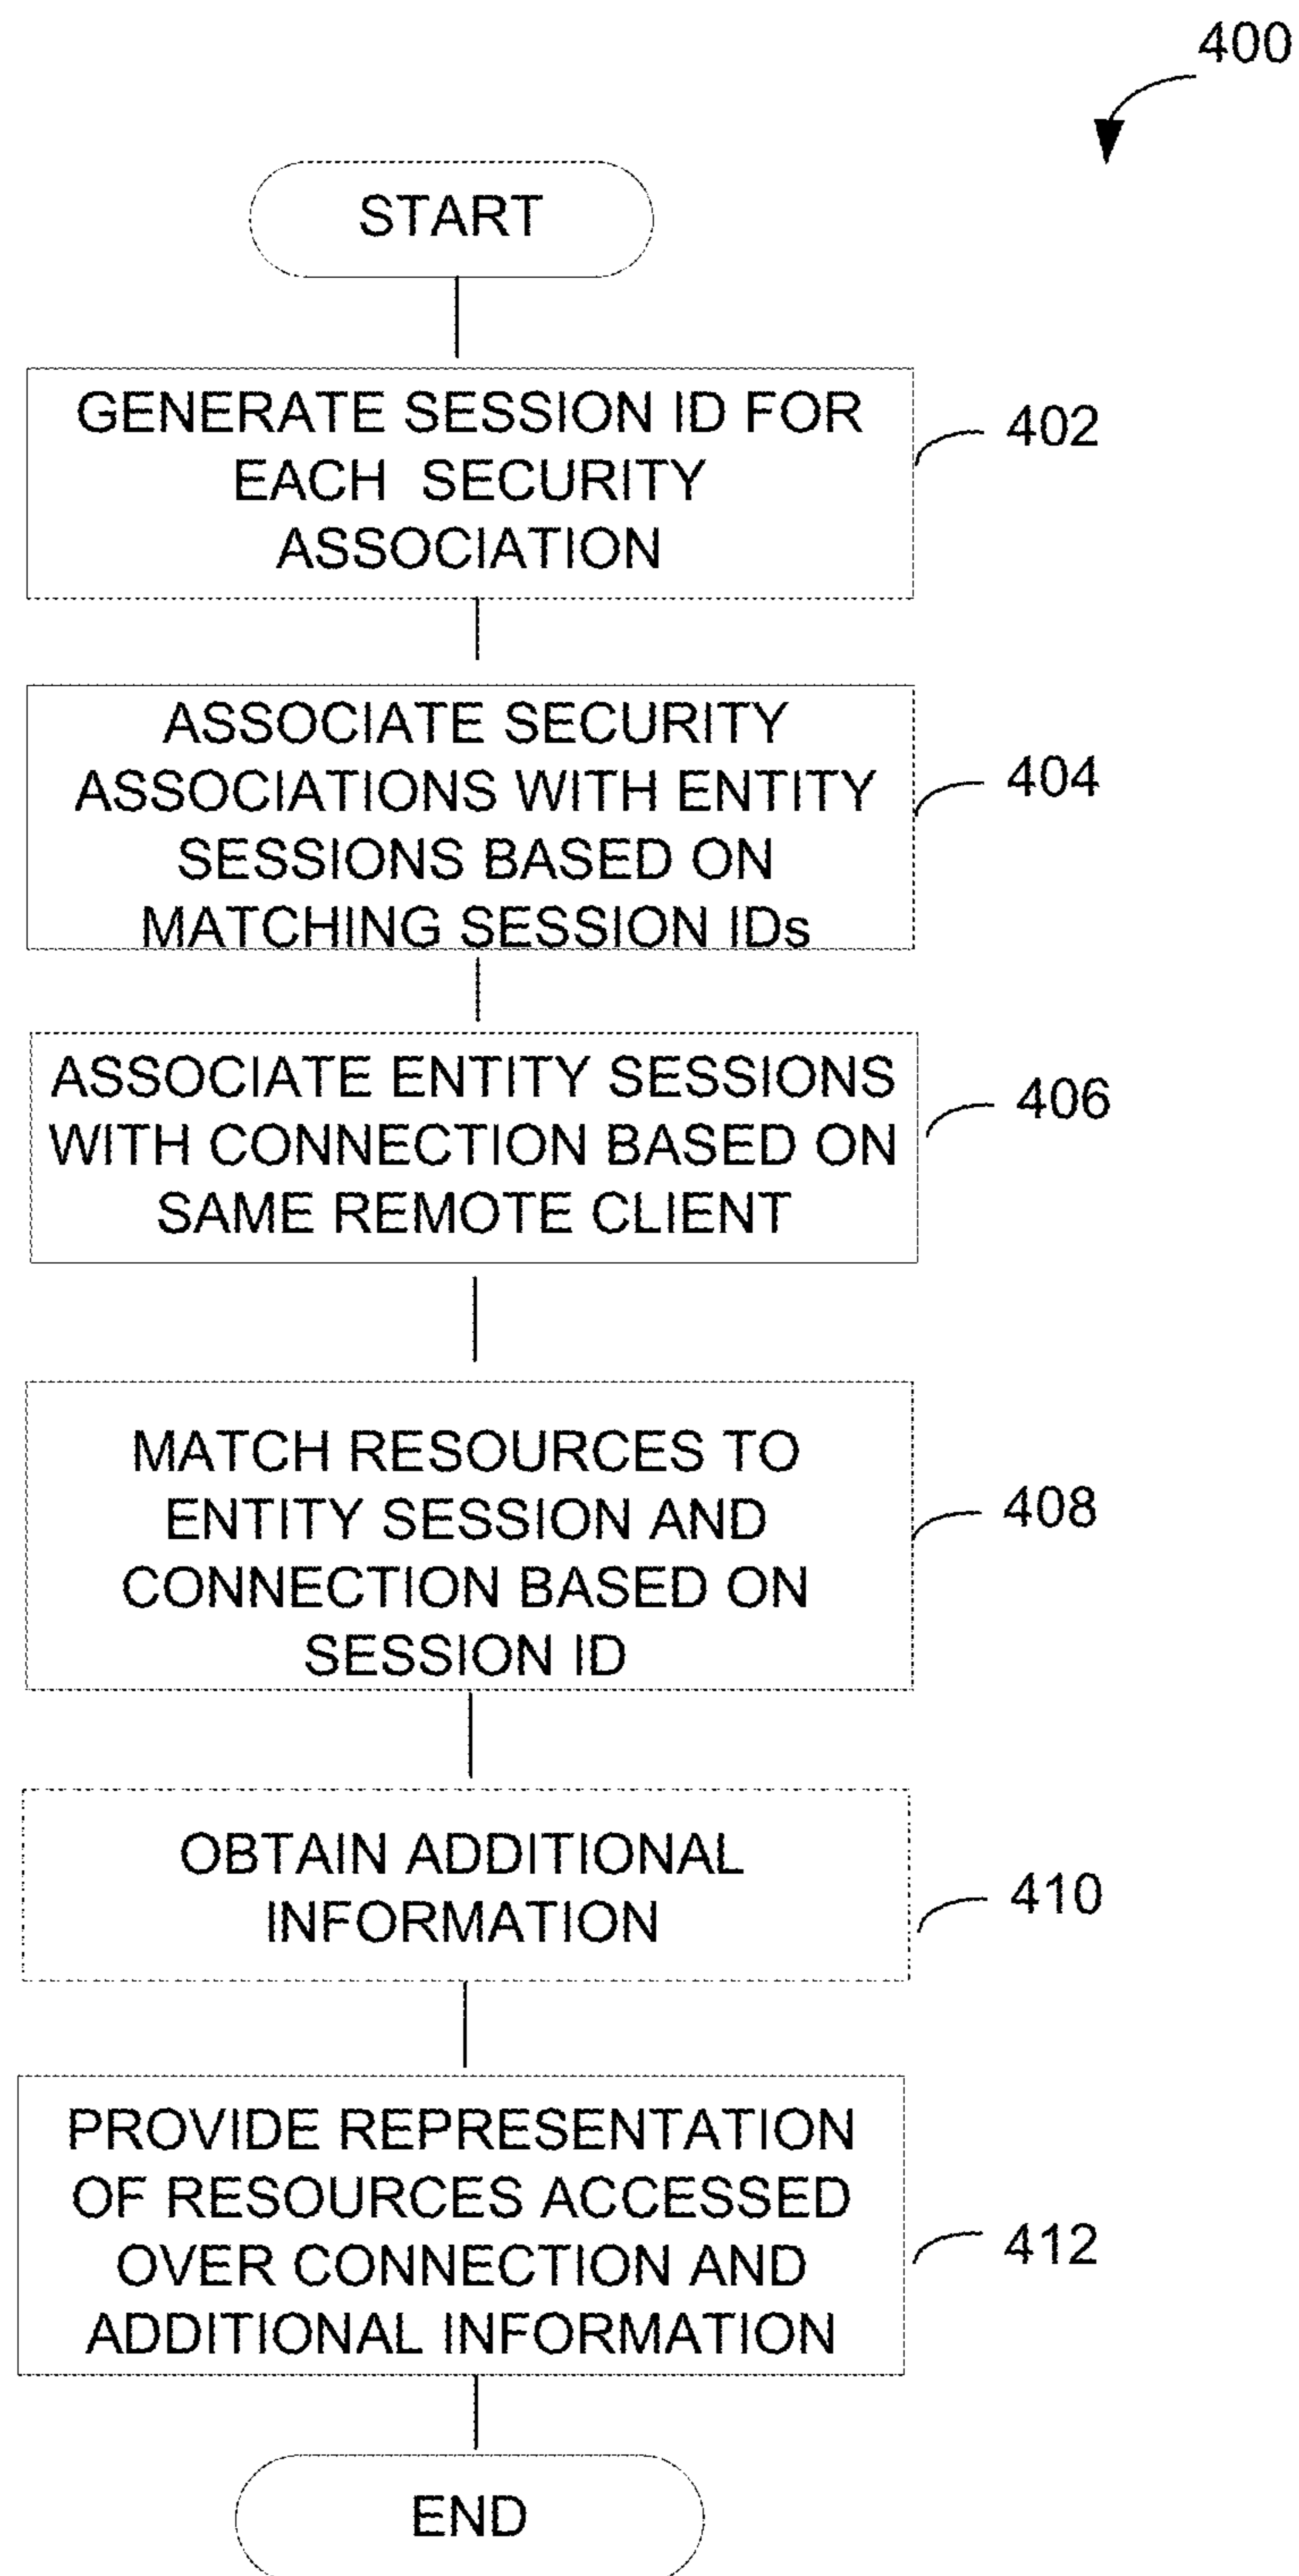 400
START
GENERATE SESSION ID FOR
EACH SECURITY
ASSOCIATION
402
ASSOCIATE SECURITY
ASSOCIATIONS WITH ENTITY
SESSIONS BASED ON
MATCHING SESSION IDs
404
ASSOCIATE ENTITY SESSIONS
WITH CONNECTION BASED ON
SAME REMOTE CLIENT
406
MATCH RESOURCES TO
ENTITY SESSION AND
CONNECTION BASED ON
SESSION ID
408
OBTAIN ADDITIONAL
INFORMATION
410
PROVIDE REPRESENTATION
OF RESOURCES ACCESSED
OVER CONNECTION AND
ADDITIONAL INFORMATION
412
END